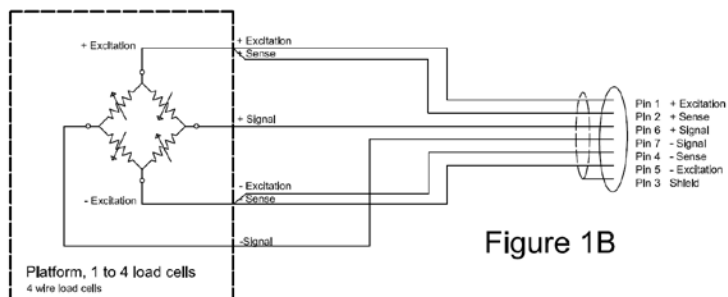 + Excitation
+ Excitation
+ Sense
+ Signal
- Excitation
- Excitation
- Sense
-Signal
Platform, 1 to 4 load cells
4 wire load cells
Pin 1 + Excitation
Pin 2 + Sense
Pin 6 + Signal
Pin 7 - Signal
Pin 4 - Sense
Pin 5 - Excitation
Pin 3 Shield
Figure 1B